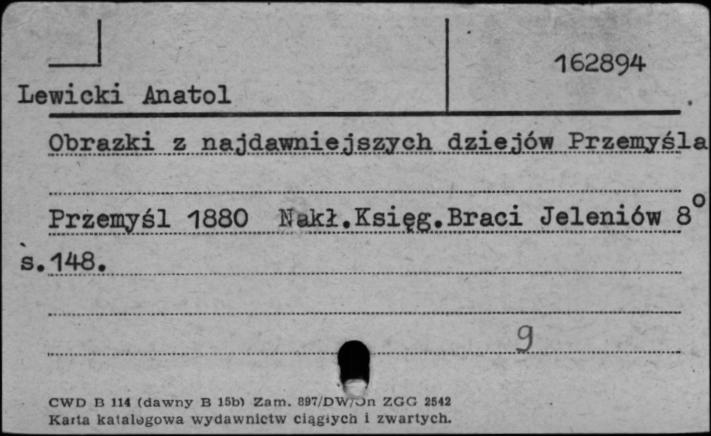 162894
Lewicki Anatol
Obrazki z najdawniejszych dziejów Przemyśla
Przemyśl 1880 Nakł.Księg.Braci Jeleniów 8°
s.148.
9
CWD B 114 (dawny B 15b) Zam. 897/DW/Jn ZGG 2542
Karta katalogowa wydawnictw ciągłych i zwartych.